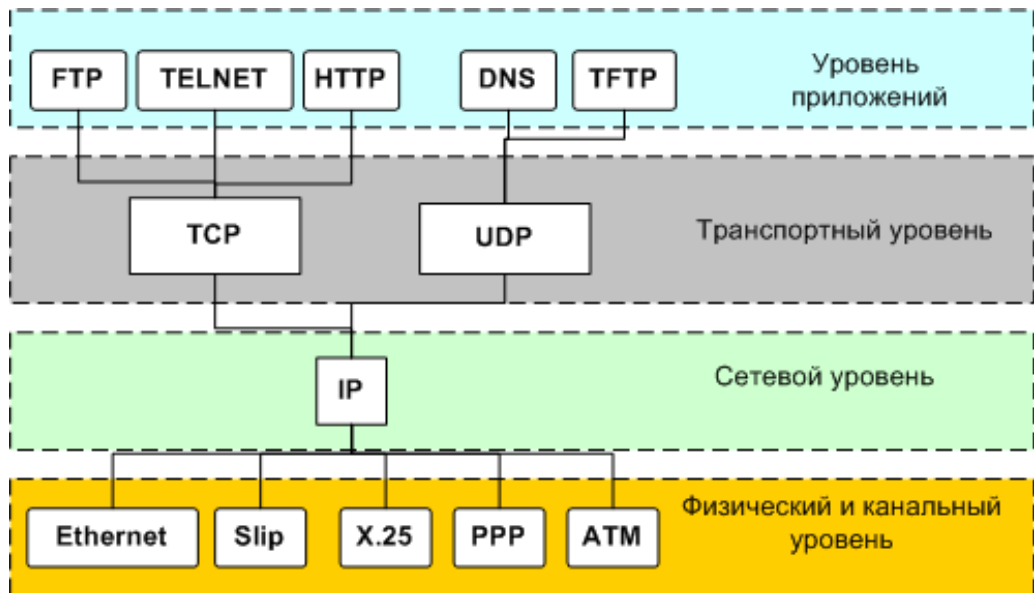 FTP TELNET HTTP DNS TFTP
Уровень
приложений
TCP UDP
Транспортный уровень
IP
Сетевой уровень
Физический и канальный
уровень
Ethernet Slip X.25 PPP ATM